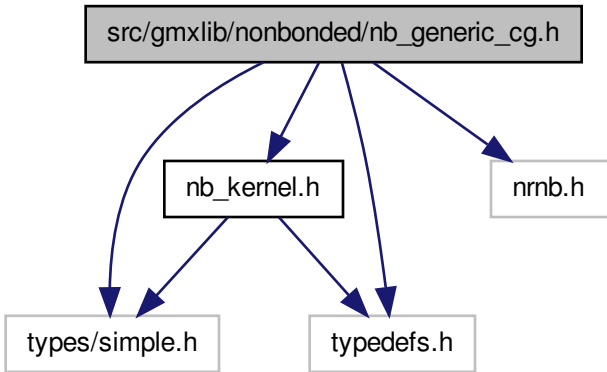 src/gmxlib/nonbonded/nb_generic_cg.h
nb_kernel.h
nrnb.h
types/simple.h
typedefs.h